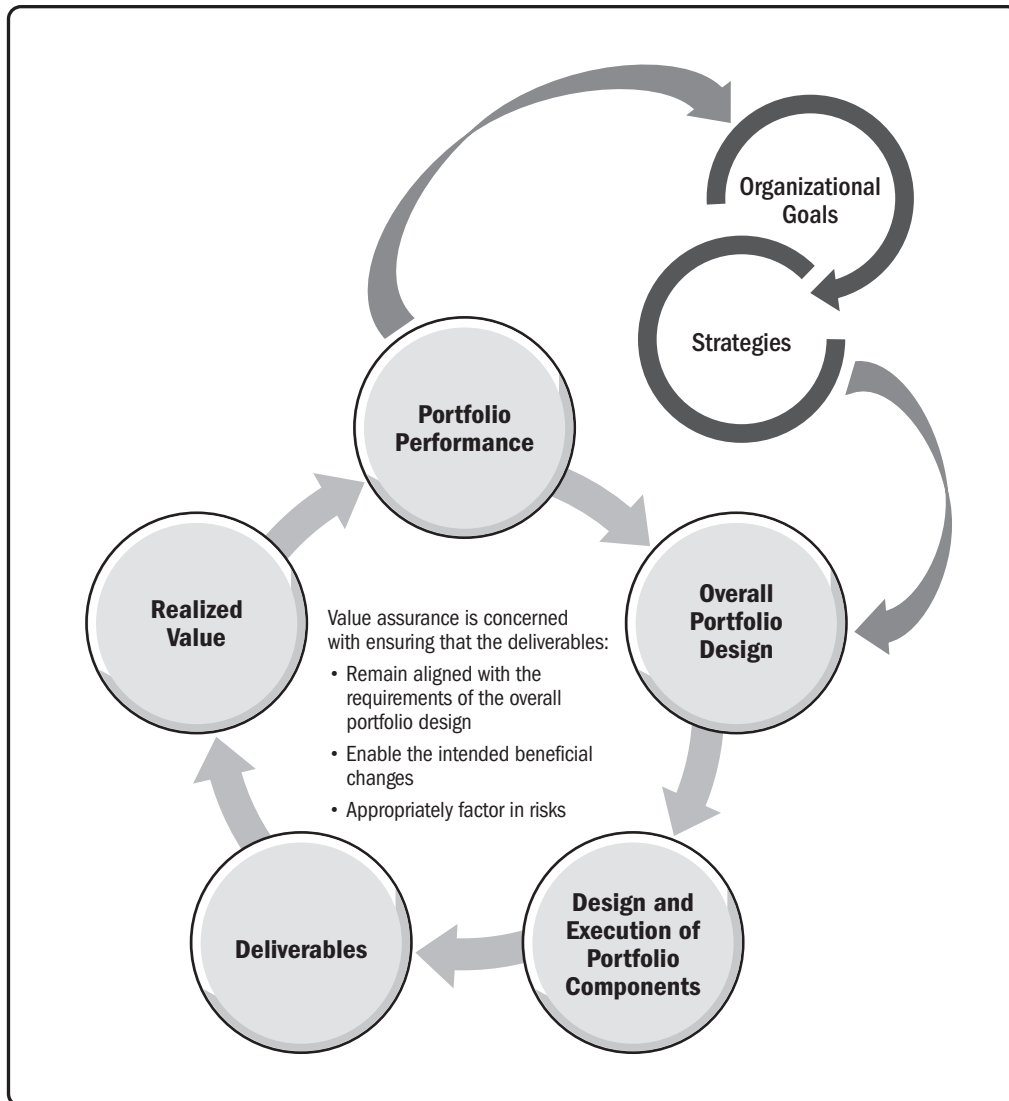 Organizational
Goals
Strategies
Portfolio
Performance
Overall
Portfolio
Design
Realized
Value
Value assurance is concerned
with ensuring that the deliverables:
• Remain aligned with the
requirements of the overall
portfolio design
• Enable the intended beneficial
changes
• Appropriately factor in risks
Deliverables
Design and
Execution of
Portfolio
Components